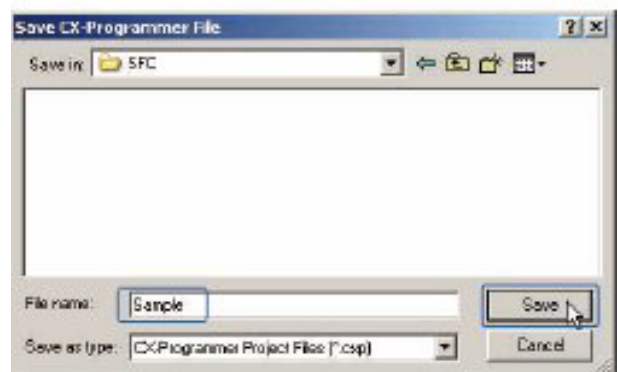 Save CX-Programmer File
Save in: SFC
File name: Sample Save
Save as type: CX-Programmer Project Files (*.cxp) Cancel